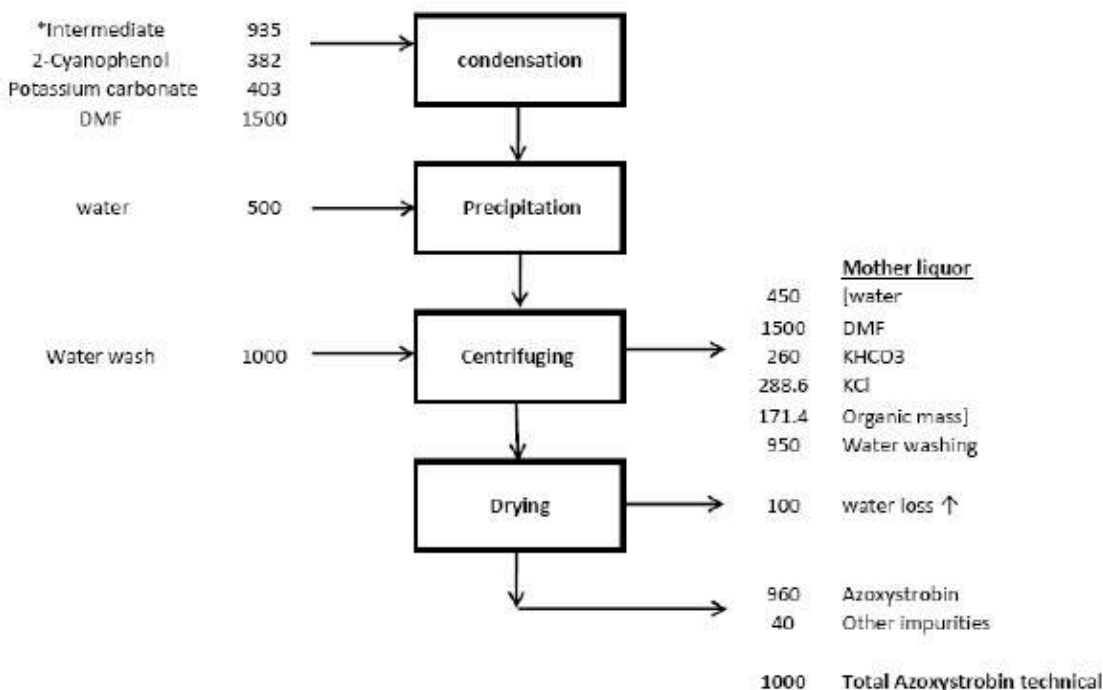 *Intermediate 935
2-Cyanophenol 382
Potassium carbonate 403
DMF 1500
condensation
water 500
Precipitation
Water wash 1000
Centrifuging
Mother liquor
450 [water
1500 DMF
260 KHCO3
288.6 KCl
171.4 Organic mass]
950 Water washing
Drying
100 water loss ↑
960 Azoxystrobin
40 Other impurities
1000 Total Azoxystrobin technical